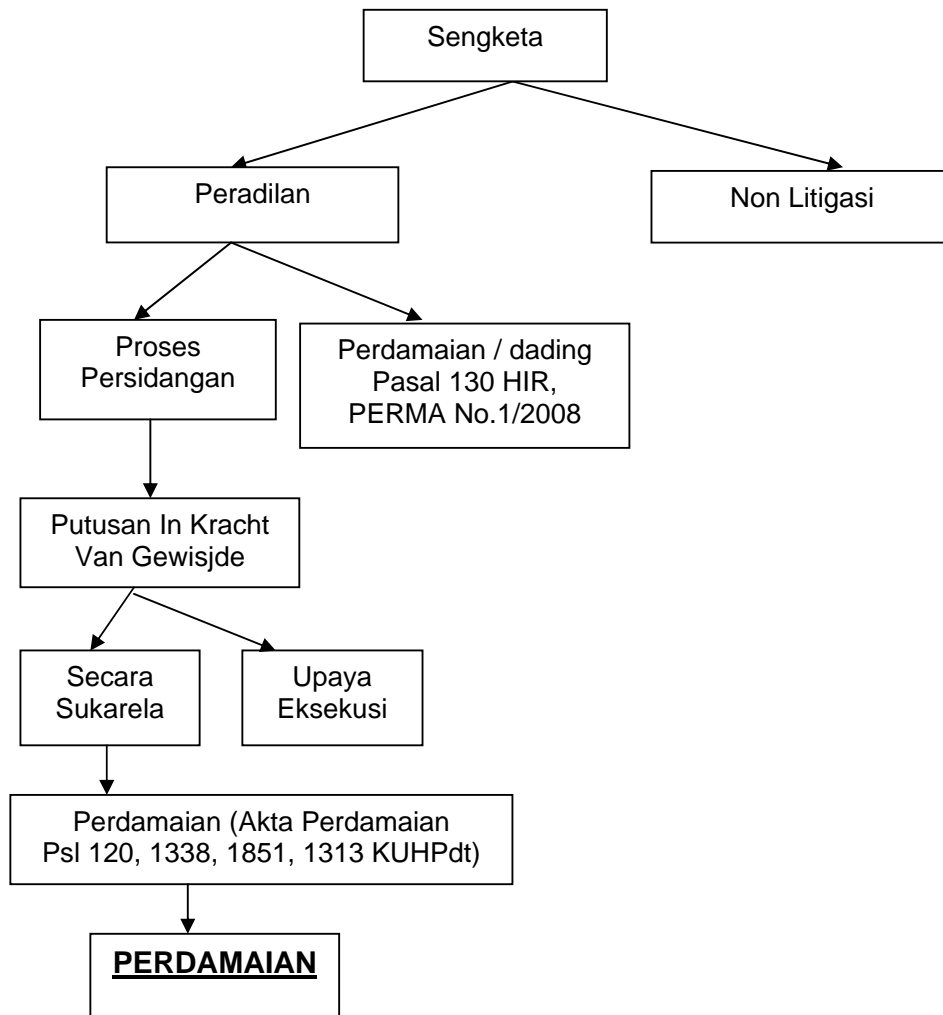 Sengketa
Peradilan
Non Litigasi
Proses
Persidangan
Perdamaian / dading
Pasal 130 HIR,
PERMA No.1/2008
Putusan In Kracht
Van Gewisjde
Secara
Sukarela
Upaya
Eksekusi
Perdamaian (Akta Perdamaian
Psl 120, 1338, 1851, 1313 KUHPdt)
PERDAMAIAN